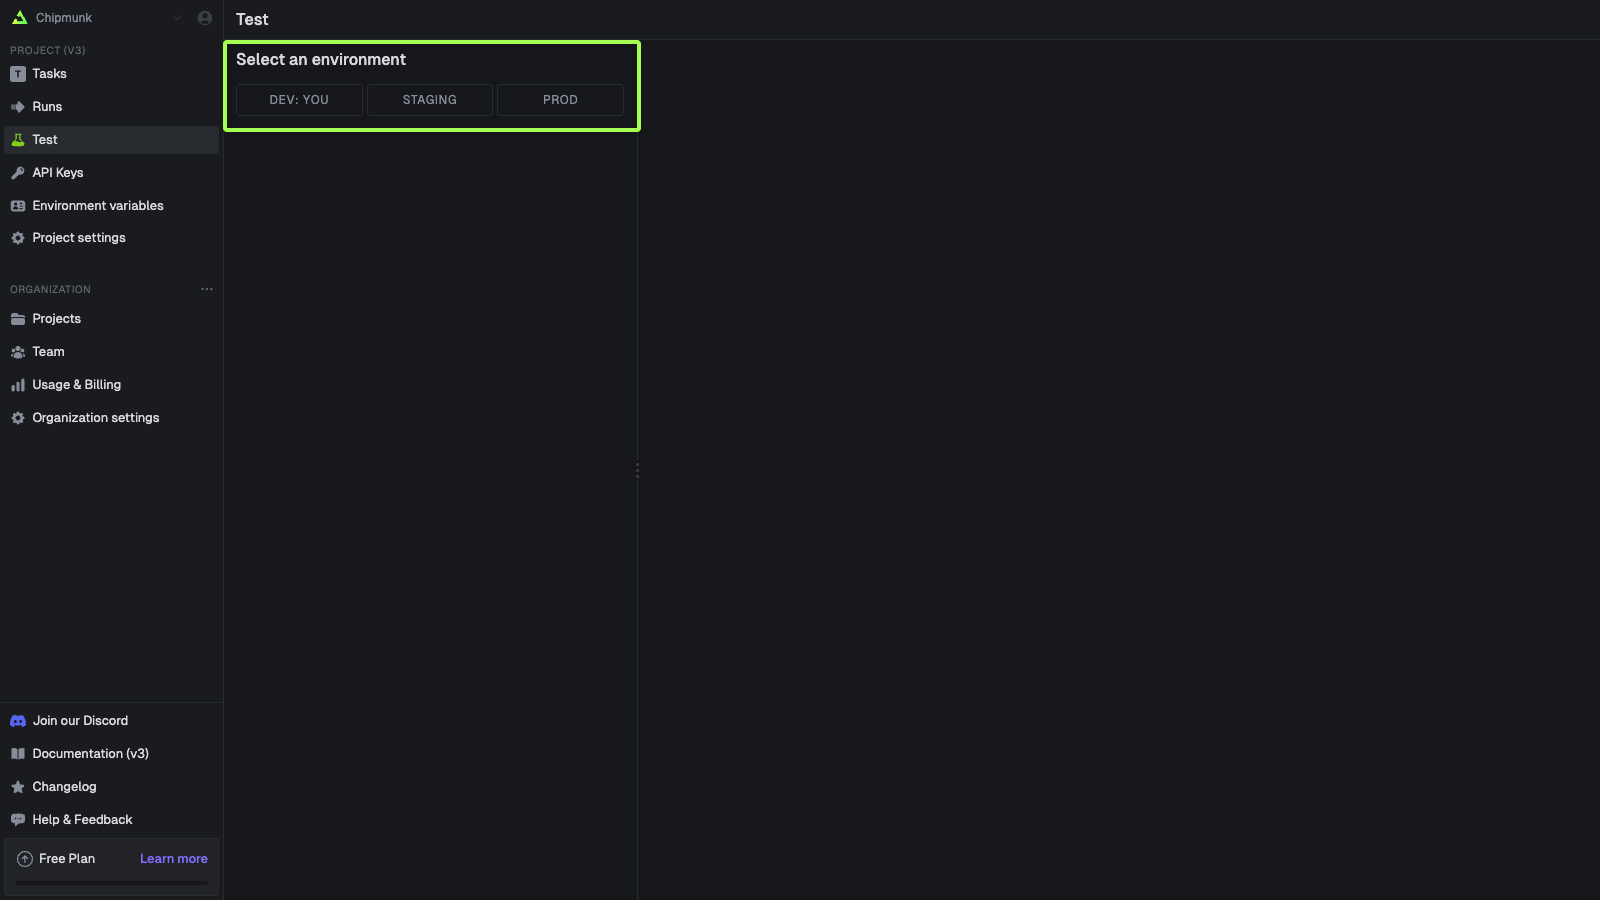 Chipmunk
PROJECT (V3)
Tasks
Runs
Test
API Keys
Environment variables
Project settings
ORGANIZATION
Projects
Team
Usage & Billing
Organization settings
Join our Discord
Documentation (v3)
Changelog
Help & Feedback
Free Plan Learn more
Test
Select an environment
DEV: YOU STAGING PROD